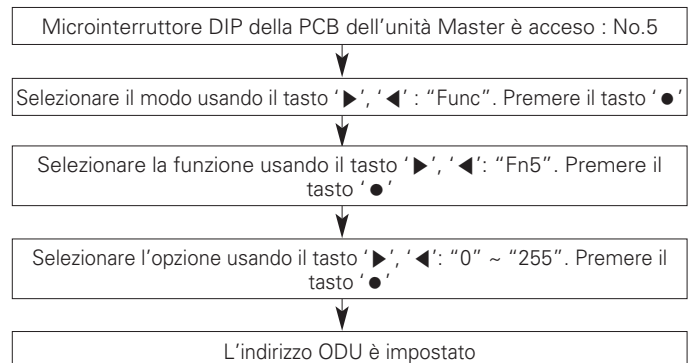 Microinterruttore DIP della PCB dell'unità Master è acceso : No.5
Selezionare il modo usando il tasto ‘▶’, ‘◀’ : “Func”. Premere il tasto ‘●’
Selezionare la funzione usando il tasto ‘▶’, ‘◀’: “Fn5”. Premere il
tasto ‘●’
Selezionare l’opzione usando il tasto ‘▶’, ‘◀’: “0” ~ “255”. Premere il
tasto ‘●’
L’indirizzo ODU è impostato